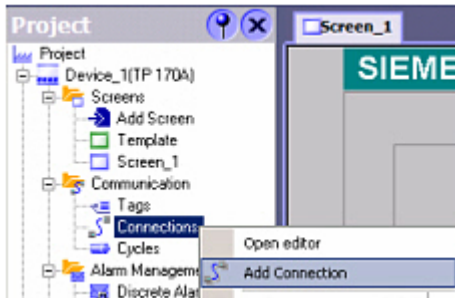 Project
Screen_1
Project
SIEME
Device_1(TP 170A)
Screens
Add Screen
Template
Screen_1
Communication
Tags
Connections
Cycles
Open editor
Alarm Manageme
Add Connection
Discrete Alar